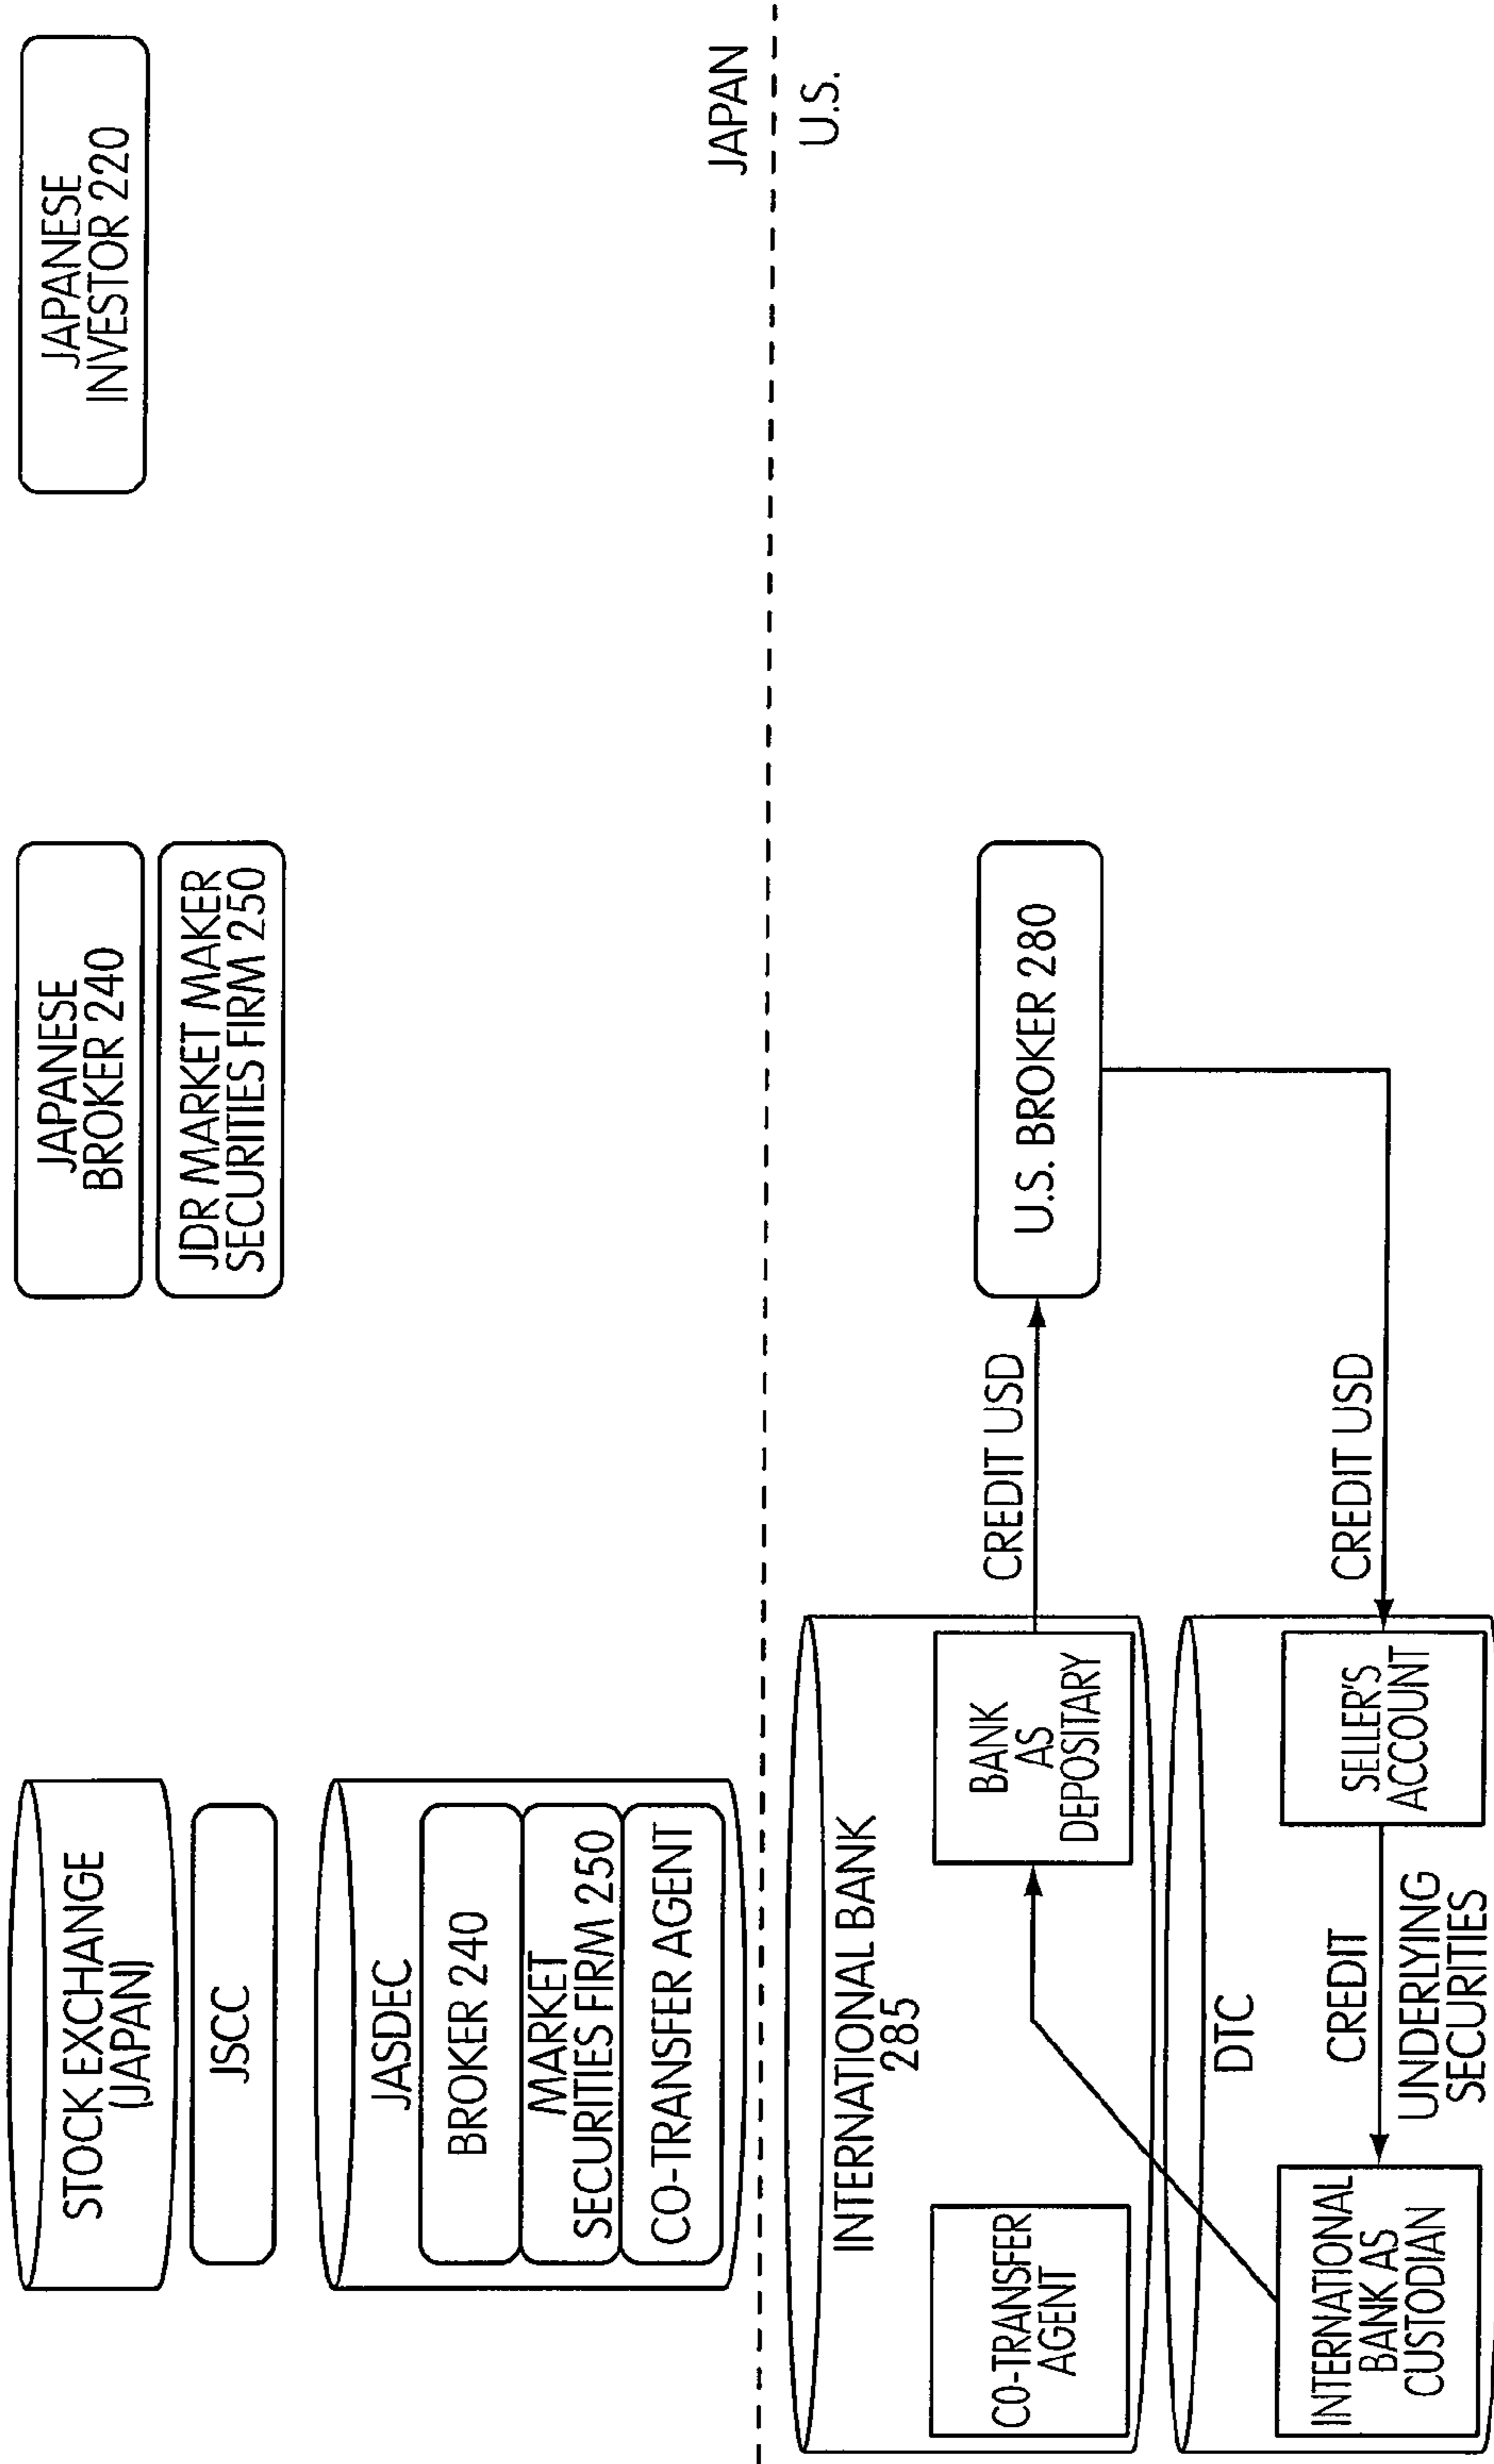 STOCK EXCHANGE
(JAPAN)
JSCC
JASDEC
BROKER 240
MARKET
SECURITIES FIRM 250
CO-TRANSFER AGENT
JAPANESE
BROKER 240
JDR MARKET MAKER
SECURITIES FIRM 250
JAPANESE
INVESTOR 220
JAPAN
U.S.
INTERNATIONAL BANK
285
CO-TRANSFER
AGENT
BANK
AS
DEPOSITARY
CREDIT USD
U.S. BROKER 280
DTC
INTERNATIONAL
BANK AS
CUSTODIAN
CREDIT
UNDERLYING
SECURITIES
SELLER'S
ACCOUNT
CREDIT USD